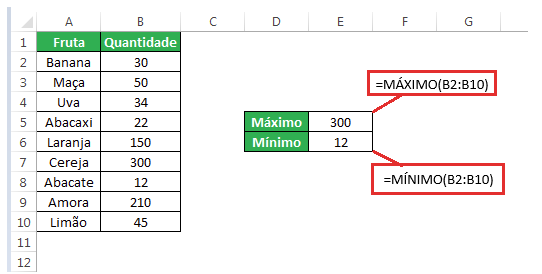 A B C D E F G
1 Fruta Quantidade
2 Banana 30
3 Maça 50 =MÁXIMO(B2:B10)
4 Uva 34
5 Abacaxi 22 Máximo 300
6 Laranja 150 Mínimo 12
7 Cereja 300
8 Abacate 12 =MÍNIMO(B2:B10)
9 Amora 210
10 Limão 45
11
12